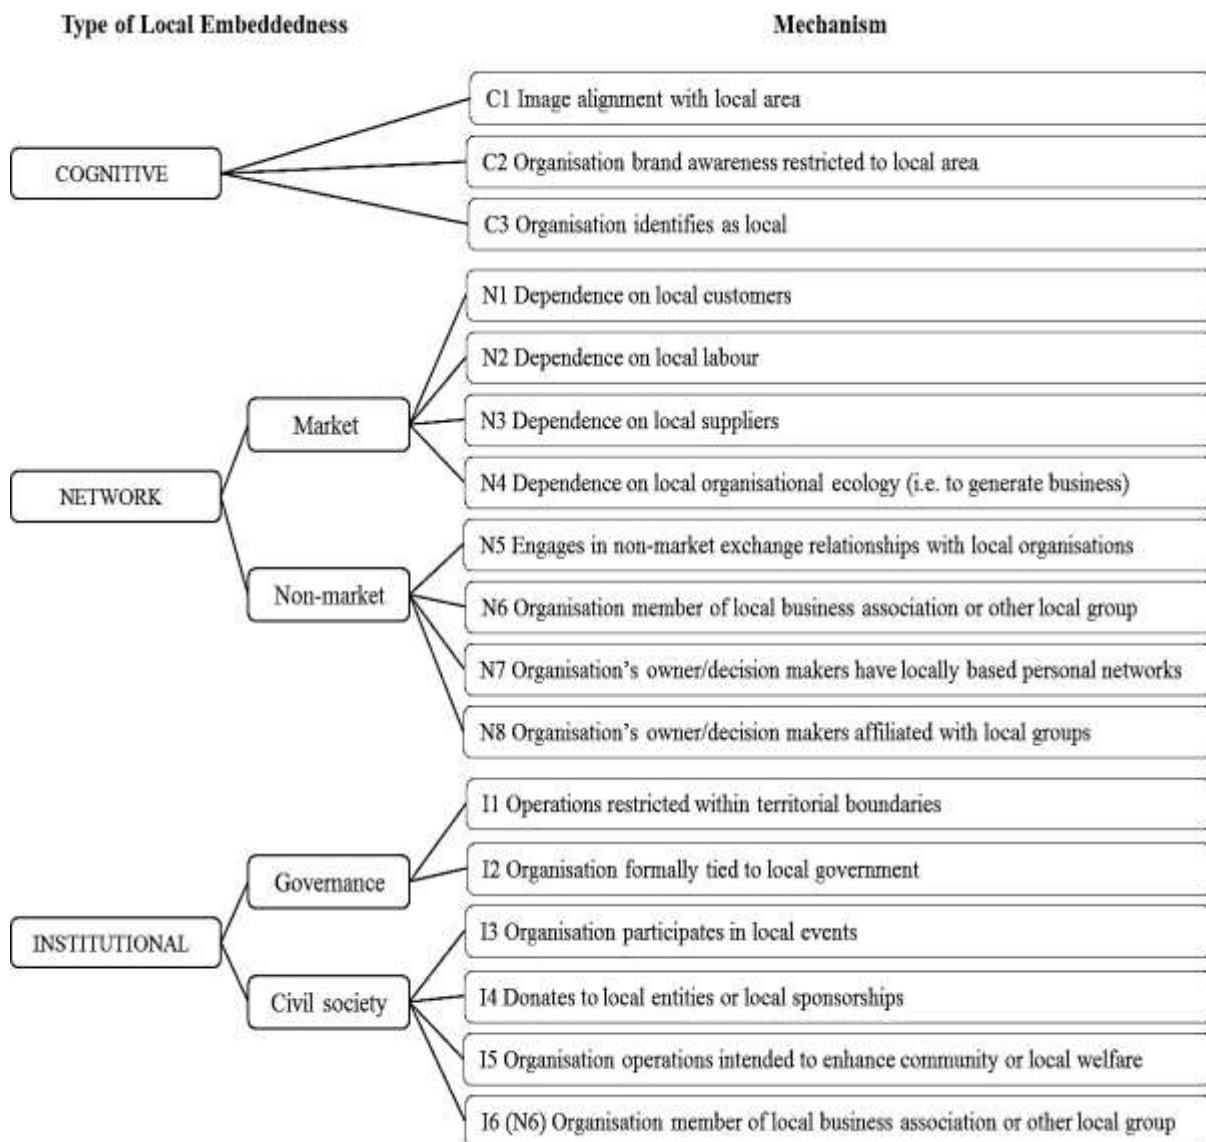 Type of Local Embeddedness
Mechanism
COGNITIVE
C1 Image alignment with local area
C2 Organisation brand awareness restricted to local area
C3 Organisation identifies as local
NETWORK
Market
N1 Dependence on local customers
N2 Dependence on local labour
N3 Dependence on local suppliers
N4 Dependence on local organisational ecology (i.e. to generate business)
Non-market
N5 Engages in non-market exchange relationships with local organisations
N6 Organisation member of local business association or other local group
N7 Organisation’s owner/decision makers have locally based personal networks
N8 Organisation’s owner/decision makers affiliated with local groups
INSTITUTIONAL
Governance
I1 Operations restricted within territorial boundaries
I2 Organisation formally tied to local government
Civil society
I3 Organisation participates in local events
I4 Donates to local entities or local sponsorships
I5 Organisation operations intended to enhance community or local welfare
I6 (N6) Organisation member of local business association or other local group